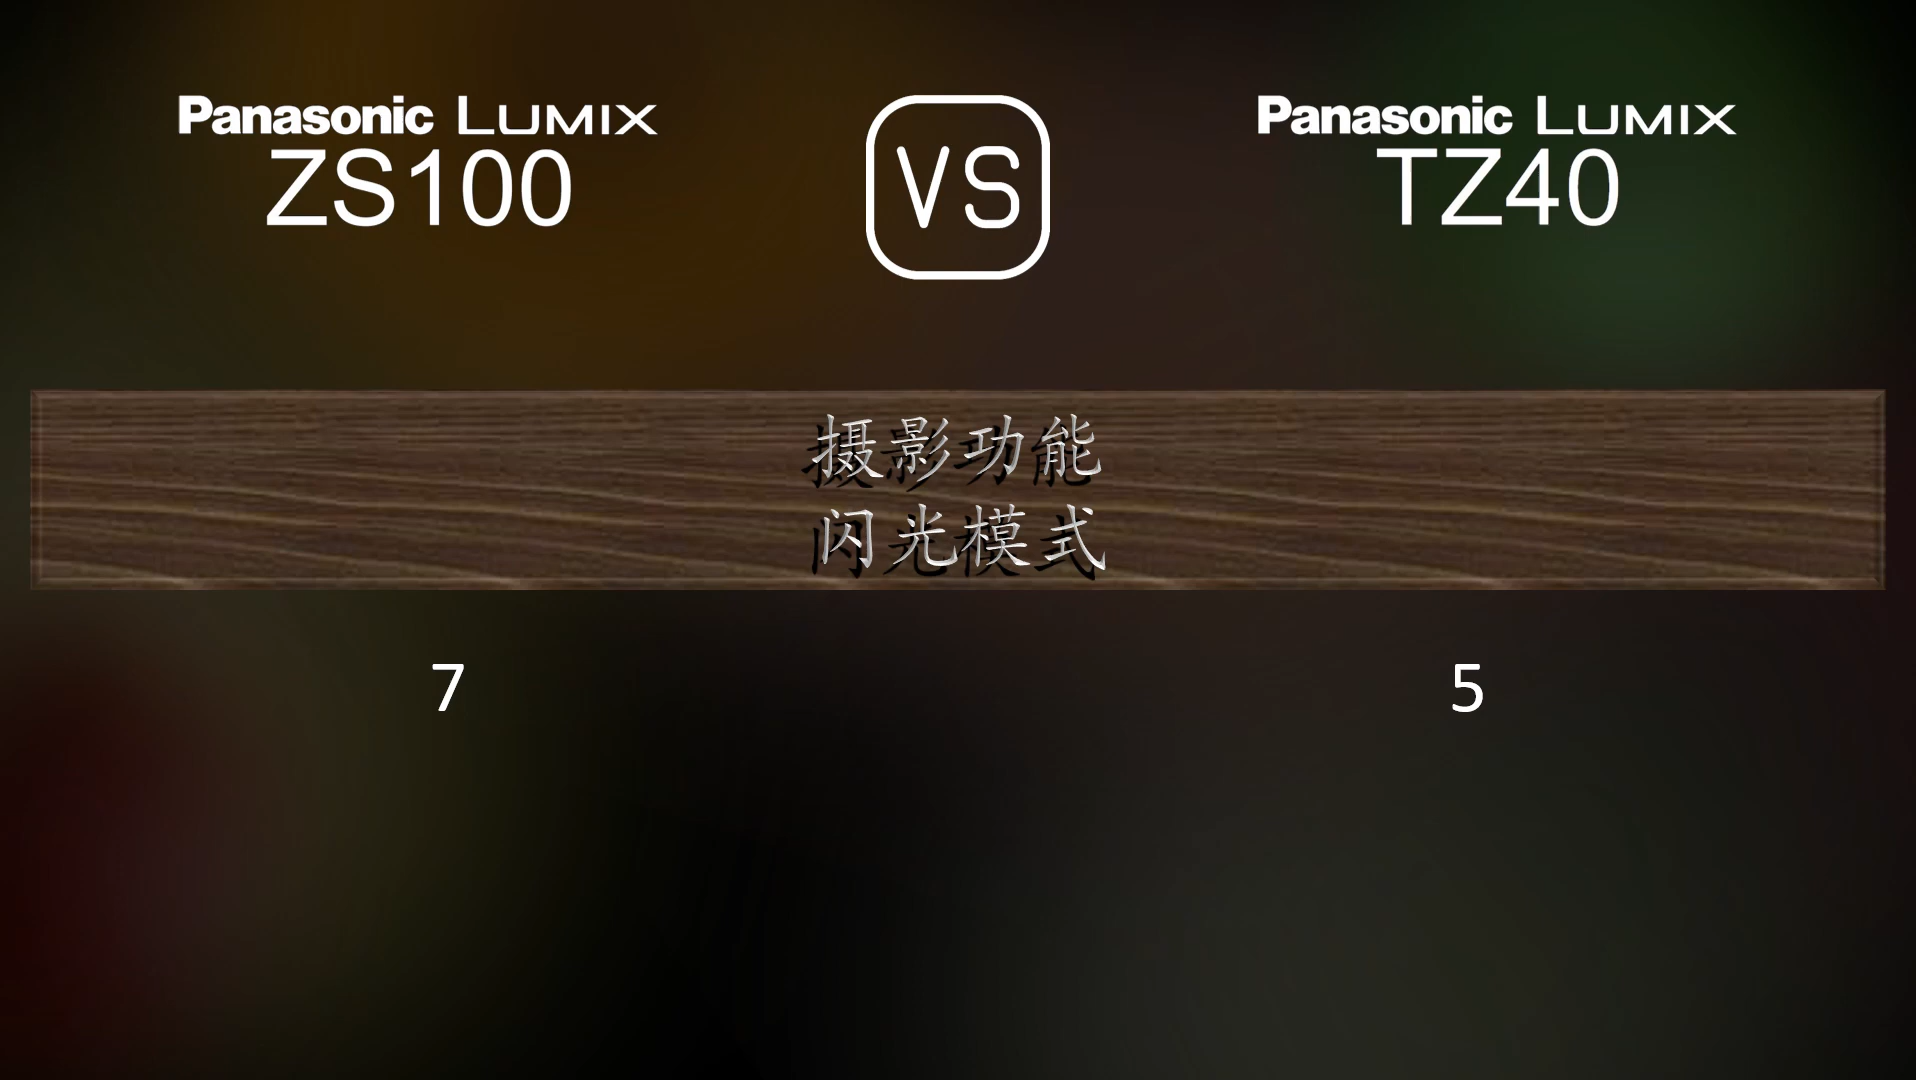 Panasonic LUMIX
ZS100
VS
Panasonic LUMIX
TZ40
摄影功能
闪光模式
7
5